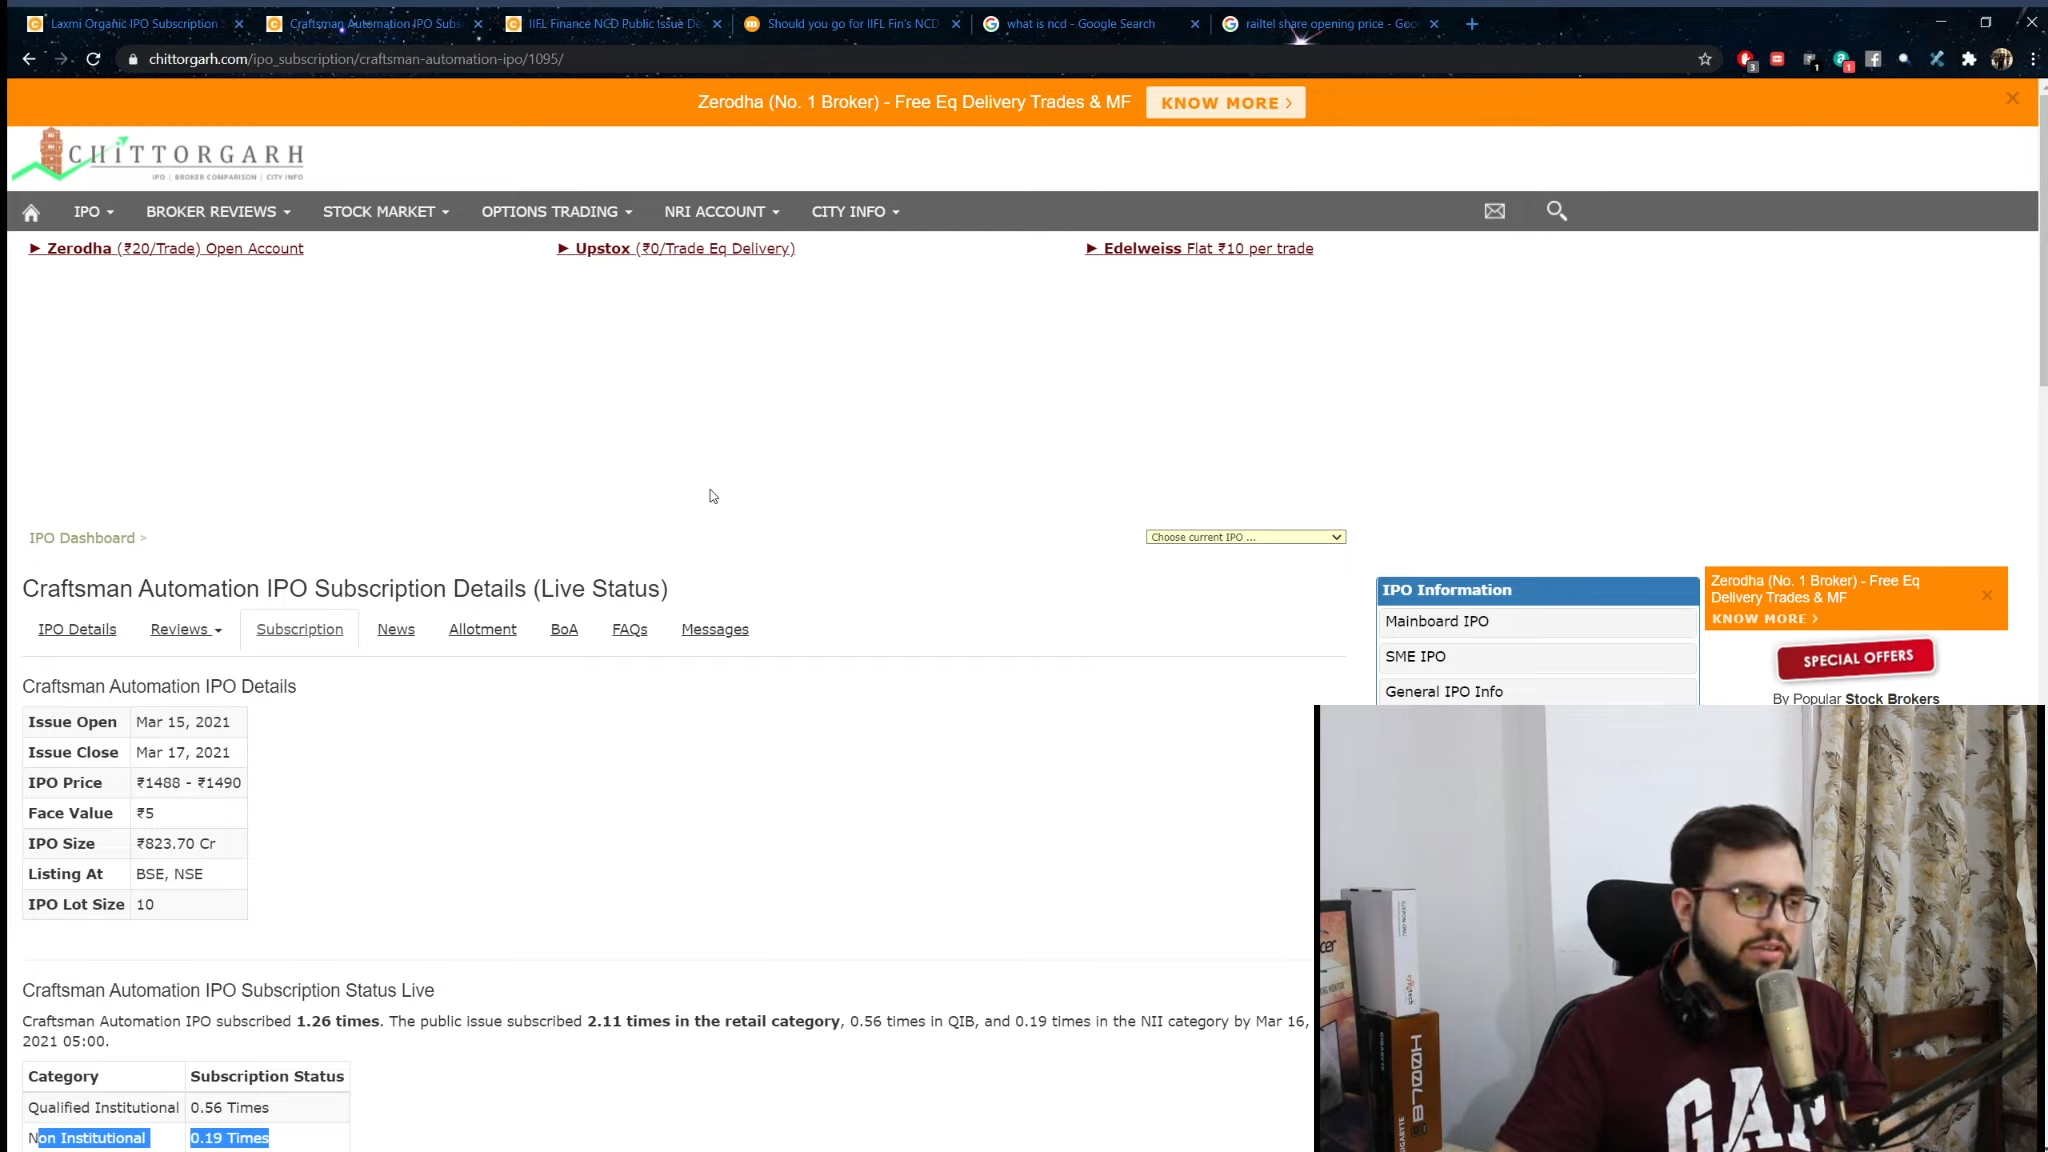 Laxmi Organic IPO Subscription
Craftsman Automation IPO Subs
IIFL Finance NCD Public Issue De
Should you go for IIFL Fin's NCD
what is ncd - Google Search
railtel share opening price - Goo
chittorgarh.com/ipo_subscription/craftsman-automation-ipo/1095/
Zerodha (No. 1 Broker) - Free Eq Delivery Trades & MF
KNOW MORE >
CHITTORGARH
IPO | BROKER COMPARISON | CITY INFO
IPO
BROKER REVIEWS
STOCK MARKET
OPTIONS TRADING
NRI ACCOUNT
CITY INFO
► Zerodha (₹20/Trade) Open Account
► Upstox (₹0/Trade Eq Delivery)
► Edelweiss Flat ₹10 per trade
IPO Dashboard >
Choose current IPO ...
Craftsman Automation IPO Subscription Details (Live Status)
IPO Details
Reviews
Subscription
News
Allotment
BoA
FAQs
Messages
IPO Information
Mainboard IPO
SME IPO
General IPO Info
Zerodha (No. 1 Broker) - Free Eq
Delivery Trades & MF
KNOW MORE >
SPECIAL OFFERS
By Popular Stock Brokers
Craftsman Automation IPO Details
Issue Open Mar 15, 2021
Issue Close Mar 17, 2021
IPO Price ₹1488 - ₹1490
Face Value ₹5
IPO Size ₹823.70 Cr
Listing At BSE, NSE
IPO Lot Size 10
Craftsman Automation IPO Subscription Status Live
Craftsman Automation IPO subscribed 1.26 times. The public issue subscribed 2.11 times in the retail category, 0.56 times in QIB, and 0.19 times in the NII category by Mar 16,
2021 05:00.
Category Subscription Status
Qualified Institutional 0.56 Times
Non Institutional 0.19 Times
GIGABYTE
GAP